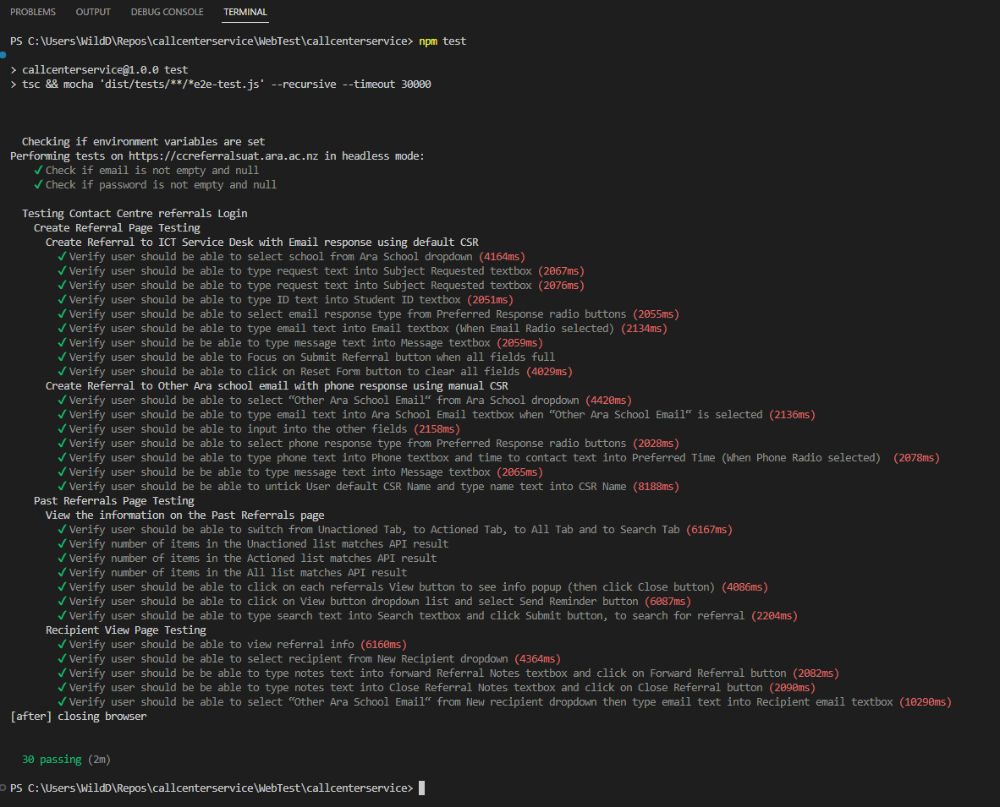 PROBLEMS OUTPUT DEBUG CONSOLE TERMINAL
PS C:\Users\WildD\Repos\callcenterservice\WebTest\callcenterservice> npm test
> callcenterservice@1.0.0 test
> tsc && mocha 'dist/tests/**/*e2e-test.js' --recursive --timeout 30000
Checking if environment variables are set
Performing tests on https://ccreferralsuat.ara.ac.nz in headless mode:
✓ Check if email is not empty and null
✓ Check if password is not empty and null
Testing Contact Centre referrals Login
Create Referral Page Testing
Create Referral to ICT Service Desk with Email response using default CSR
✓ Verify user should be able to select school from Ara School dropdown (4164ms)
✓ Verify user should be able to type request text into Subject Requested textbox (2067ms)
✓ Verify user should be able to type request text into Subject Requested textbox (2076ms)
✓ Verify user should be able to type ID text into Student ID textbox (2051ms)
✓ Verify user should be able to select email response type from Preferred Response radio buttons (2055ms)
✓ Verify user should be able to type email text into Email textbox (When Email Radio selected) (2134ms)
✓ Verify user should be be able to type message text into Message textbox (2059ms)
✓ Verify user should be able to Focus on Submit Referral button when all fields full
✓ Verify user should be able to click on Reset Form button to clear all fields (4029ms)
Create Referral to Other Ara school email with phone response using manual CSR
✓ Verify user should be able to select “Other Ara School Email“ from Ara School dropdown (4420ms)
✓ Verify user should be able to type email text into Ara School Email textbox when “Other Ara School Email“ is selected (2136ms)
✓ Verify user should be able to input into the other fields (2158ms)
✓ Verify user should be able to select phone response type from Preferred Response radio buttons (2028ms)
✓ Verify user should be able to type phone text into Phone textbox and time to contact text into Preferred Time (When Phone Radio selected) (2078ms)
✓ Verify user should be be able to type message text into Message textbox (2065ms)
✓ Verify user should be be able to untick User default CSR Name and type name text into CSR Name (8188ms)
Past Referrals Page Testing
View the information on the Past Referrals page
✓ Verify user should be able to switch from Unactioned Tab, to Actioned Tab, to All Tab and to Search Tab (6167ms)
✓ Verify number of items in the Unactioned list matches API result
✓ Verify number of items in the Actioned list matches API result
✓ Verify number of items in the All list matches API result
✓ Verify user should be able to click on each referrals View button to see info popup (then click Close button) (4086ms)
✓ Verify user should be able to click on View button dropdown list and select Send Reminder button (6087ms)
✓ Verify user should be able to type search text into Search textbox and click Submit button, to search for referral (2204ms)
Recipient View Page Testing
✓ Verify user should be able to view referral info (6160ms)
✓ Verify user should be able to select recipient from New Recipient dropdown (4364ms)
✓ Verify user should be be able to type notes text into forward Referral Notes textbox and click on Forward Referral button (2082ms)
✓ Verify user should be be able to type notes text into Close Referral Notes textbox and click on Close Referral button (2090ms)
✓ Verify user should be able to select “Other Ara School Email“ from New recipient dropdown then type email text into Recipient email textbox (10290ms)
[after] closing browser
30 passing (2m)
PS C:\Users\WildD\Repos\callcenterservice\WebTest\callcenterservice>